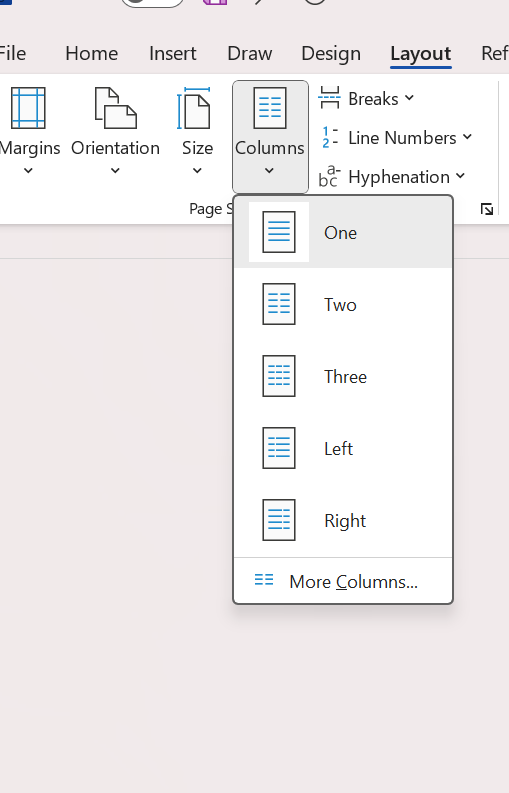 File Home Insert Draw Design Layout Ref
Margins Orientation Size Columns
Breaks
Line Numbers
Hyphenation
Page S
One
Two
Three
Left
Right
More Columns...